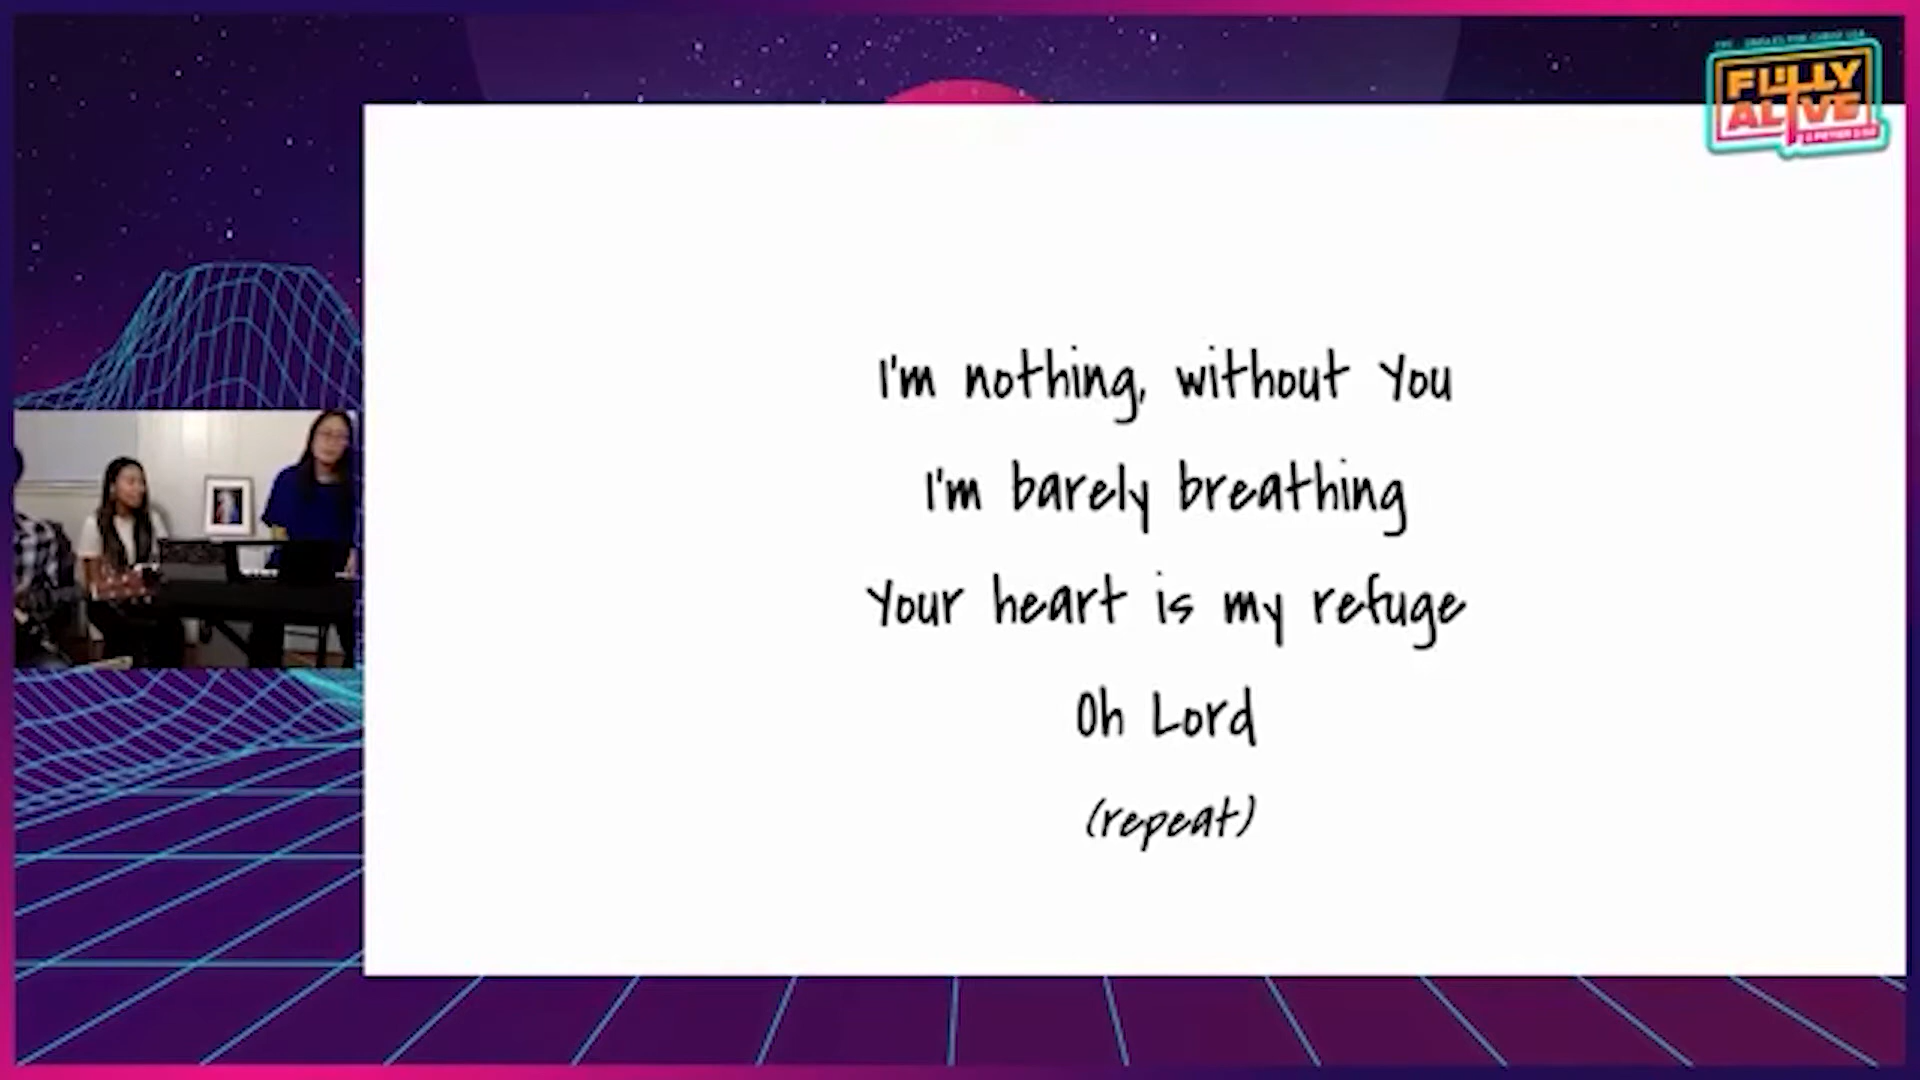 FULLY
ALIVE
I'm nothing, without You
I'm barely breathing
Your heart is my refuge
Oh Lord
(repeat)